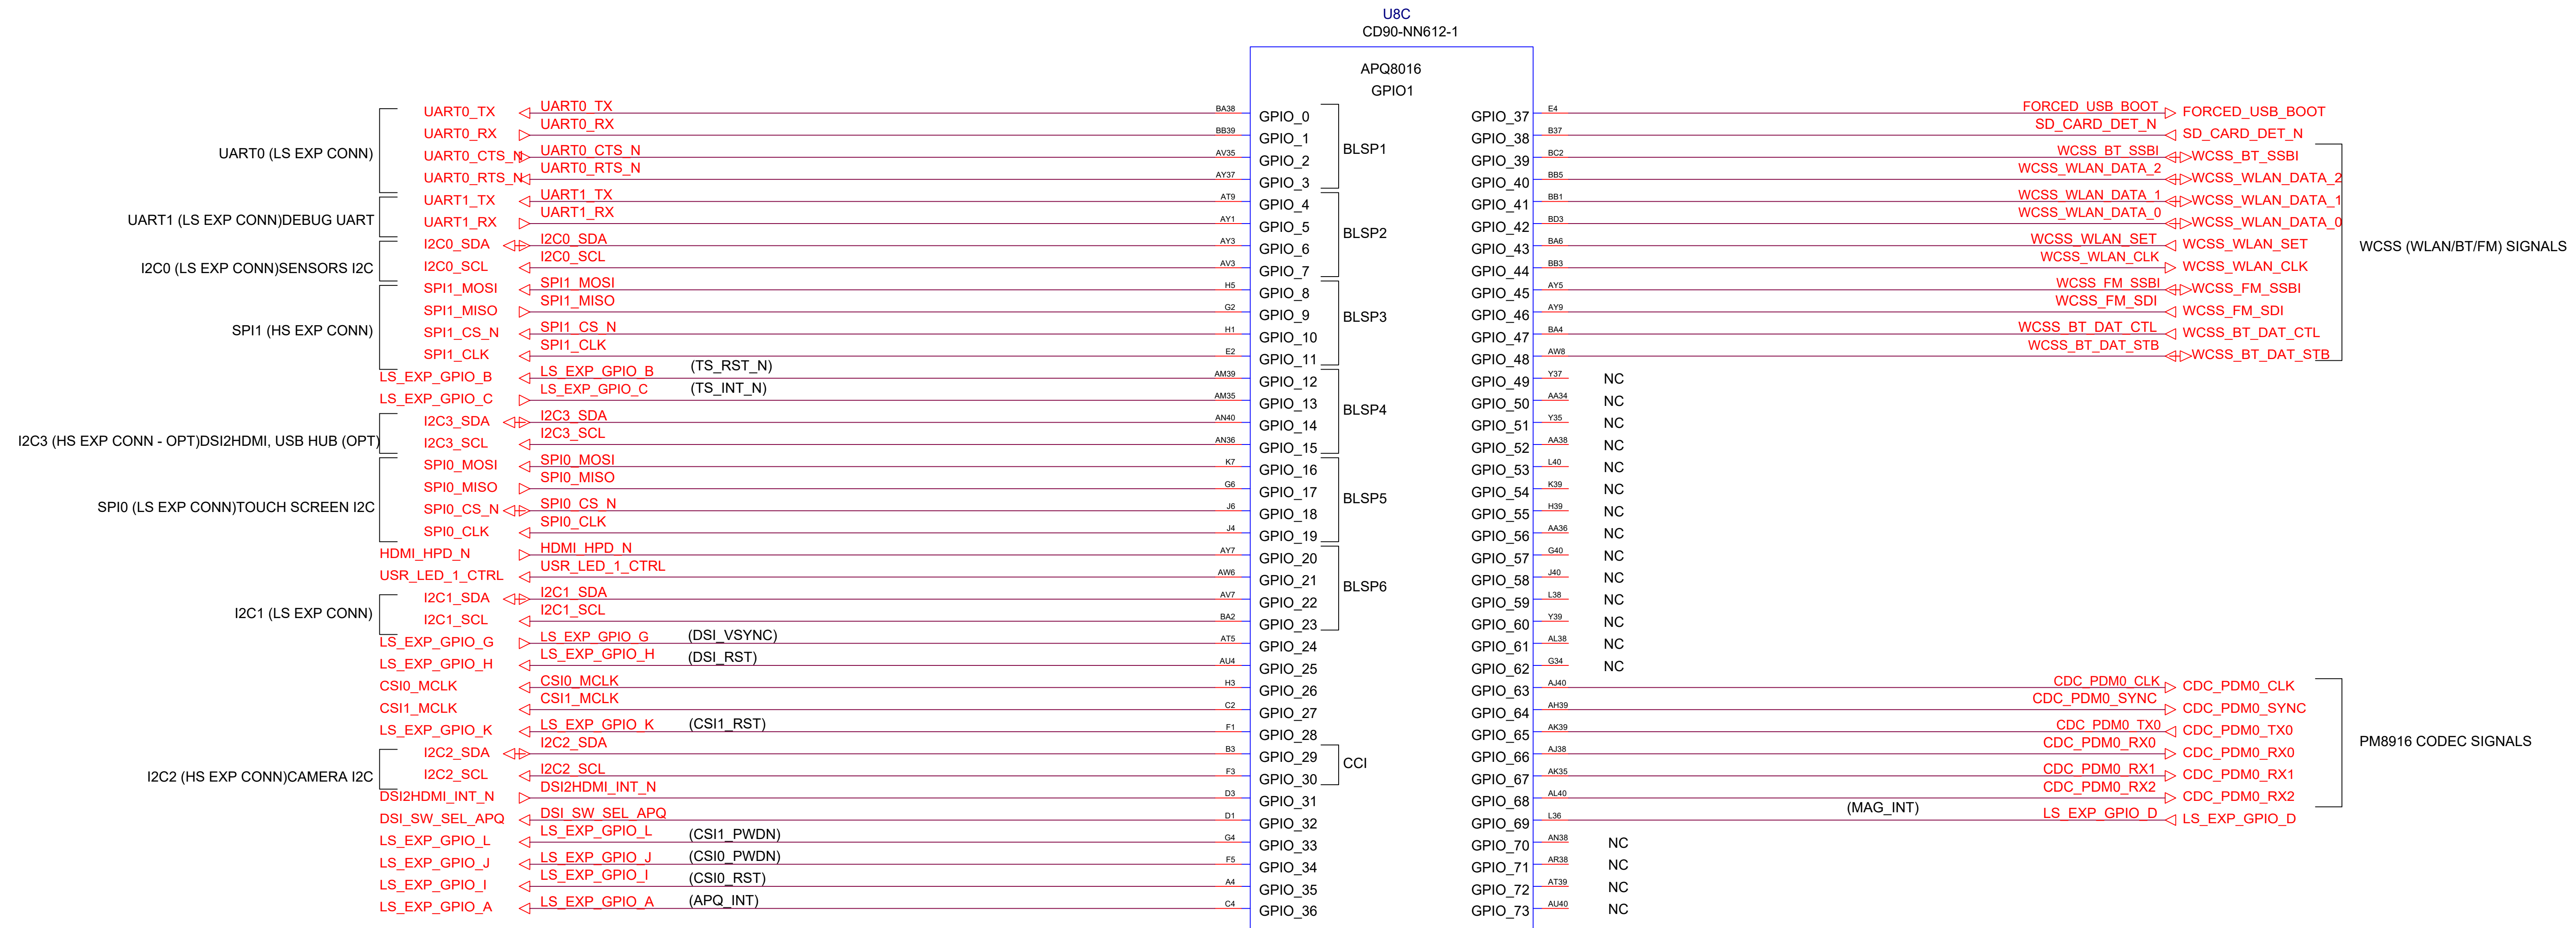 U8C
CD90-NN612-1
APQ8016
GPIO1
UART0 (LS EXP CONN)
UART0_TX UART0_TX BA38 GPIO_0
UART0_RX UART0_RX BB39 GPIO_1
UART0_CTS_N UART0_CTS_N AV35 GPIO_2
UART0_RTS_N UART0_RTS_N AY37 GPIO_3
BLSP1
UART1 (LS EXP CONN)DEBUG UART
UART1_TX UART1_TX AT9 GPIO_4
UART1_RX UART1_RX AY1 GPIO_5
I2C0 (LS EXP CONN)SENSORS I2C
I2C0_SDA I2C0_SDA AY3 GPIO_6
I2C0_SCL I2C0_SCL AV3 GPIO_7
BLSP2
SPI1 (HS EXP CONN)
SPI1_MOSI SPI1_MOSI H5 GPIO_8
SPI1_MISO SPI1_MISO G2 GPIO_9
SPI1_CS_N SPI1_CS_N H1 GPIO_10
SPI1_CLK SPI1_CLK E2 GPIO_11
BLSP3
LS_EXP_GPIO_B LS_EXP_GPIO_B (TS_RST_N) AM39 GPIO_12
LS_EXP_GPIO_C LS_EXP_GPIO_C (TS_INT_N) AM35 GPIO_13
I2C3 (HS EXP CONN - OPT)DSI2HDMI, USB HUB (OPT)
I2C3_SDA I2C3_SDA AN40 GPIO_14
I2C3_SCL I2C3_SCL AN36 GPIO_15
BLSP4
SPI0 (LS EXP CONN)TOUCH SCREEN I2C
SPI0_MOSI SPI0_MOSI K7 GPIO_16
SPI0_MISO SPI0_MISO G6 GPIO_17
SPI0_CS_N SPI0_CS_N J6 GPIO_18
SPI0_CLK SPI0_CLK J4 GPIO_19
BLSP5
HDMI_HPD_N HDMI_HPD_N AY7 GPIO_20
USR_LED_1_CTRL USR_LED_1_CTRL AW6 GPIO_21
I2C1 (LS EXP CONN)
I2C1_SDA I2C1_SDA AV7 GPIO_22
I2C1_SCL I2C1_SCL BA2 GPIO_23
BLSP6
LS_EXP_GPIO_G LS_EXP_GPIO_G (DSI_VSYNC) AT5 GPIO_24
LS_EXP_GPIO_H LS_EXP_GPIO_H (DSI_RST) AU4 GPIO_25
CSI0_MCLK CSI0_MCLK H3 GPIO_26
CSI1_MCLK CSI1_MCLK C2 GPIO_27
LS_EXP_GPIO_K LS_EXP_GPIO_K (CSI1_RST) F1 GPIO_28
I2C2 (HS EXP CONN)CAMERA I2C
I2C2_SDA I2C2_SDA B3 GPIO_29
I2C2_SCL I2C2_SCL F3 GPIO_30
CCI
DSI2HDMI_INT_N DSI2HDMI_INT_N D3 GPIO_31
DSI_SW_SEL_APQ DSI_SW_SEL_APQ D1 GPIO_32
LS_EXP_GPIO_L LS_EXP_GPIO_L (CSI1_PWDN) G4 GPIO_33
LS_EXP_GPIO_J LS_EXP_GPIO_J (CSI0_PWDN) F5 GPIO_34
LS_EXP_GPIO_I LS_EXP_GPIO_I (CSI0_RST) A4 GPIO_35
LS_EXP_GPIO_A LS_EXP_GPIO_A (APQ_INT) C4 GPIO_36
GPIO_37 E4 FORCED_USB_BOOT FORCED_USB_BOOT
GPIO_38 B37 SD_CARD_DET_N SD_CARD_DET_N
GPIO_39 BC2 WCSS_BT_SSBI WCSS_BT_SSBI
GPIO_40 BB5 WCSS_WLAN_DATA_2 WCSS_WLAN_DATA_2
GPIO_41 BB1 WCSS_WLAN_DATA_1 WCSS_WLAN_DATA_1
GPIO_42 BD3 WCSS_WLAN_DATA_0 WCSS_WLAN_DATA_0
GPIO_43 BA6 WCSS_WLAN_SET WCSS_WLAN_SET
GPIO_44 BB3 WCSS_WLAN_CLK WCSS_WLAN_CLK
GPIO_45 AY5 WCSS_FM_SSBI WCSS_FM_SSBI
GPIO_46 AY9 WCSS_FM_SDI WCSS_FM_SDI
GPIO_47 BA4 WCSS_BT_DAT_CTL WCSS_BT_DAT_CTL
GPIO_48 AW8 WCSS_BT_DAT_STB WCSS_BT_DAT_STB
WCSS (WLAN/BT/FM) SIGNALS
GPIO_49 Y37 NC
GPIO_50 AA34 NC
GPIO_51 Y35 NC
GPIO_52 AA38 NC
GPIO_53 L40 NC
GPIO_54 K39 NC
GPIO_55 H39 NC
GPIO_56 AA36 NC
GPIO_57 G40 NC
GPIO_58 J40 NC
GPIO_59 L38 NC
GPIO_60 Y39 NC
GPIO_61 AL38 NC
GPIO_62 G34 NC
GPIO_63 AJ40 CDC_PDM0_CLK CDC_PDM0_CLK
GPIO_64 AH39 CDC_PDM0_SYNC CDC_PDM0_SYNC
GPIO_65 AK39 CDC_PDM0_TX0 CDC_PDM0_TX0
GPIO_66 AJ38 CDC_PDM0_RX0 CDC_PDM0_RX0
GPIO_67 AK35 CDC_PDM0_RX1 CDC_PDM0_RX1
GPIO_68 AL40 CDC_PDM0_RX2 CDC_PDM0_RX2
PM8916 CODEC SIGNALS
GPIO_69 L36 (MAG_INT) LS_EXP_GPIO_D LS_EXP_GPIO_D
GPIO_70 AN38 NC
GPIO_71 AR38 NC
GPIO_72 AT39 NC
GPIO_73 AU40 NC